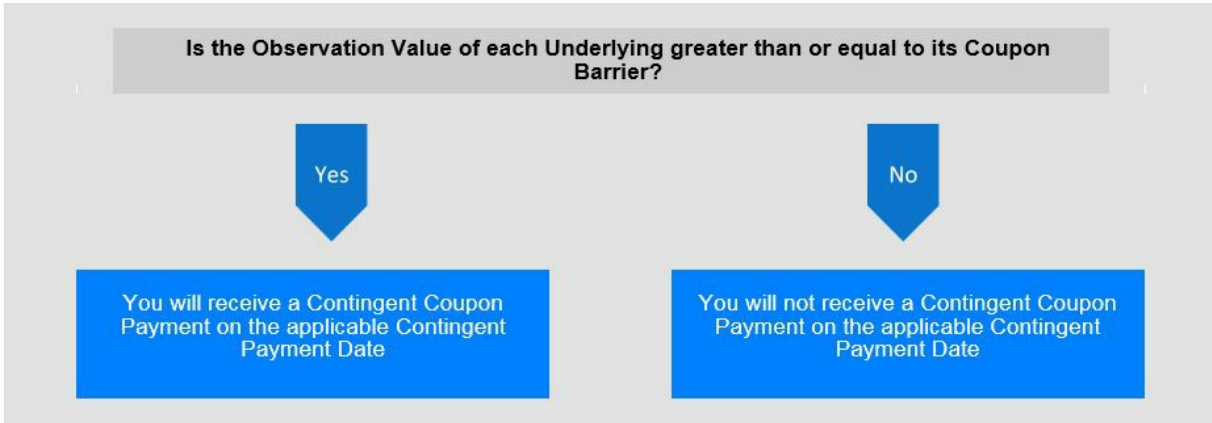 Is the Observation Value of each Underlying greater than or equal to its Coupon
Barrier?
Yes
No
You will receive a Contingent Coupon
Payment on the applicable Contingent
Payment Date
You will not receive a Contingent Coupon
Payment on the applicable Contingent
Payment Date